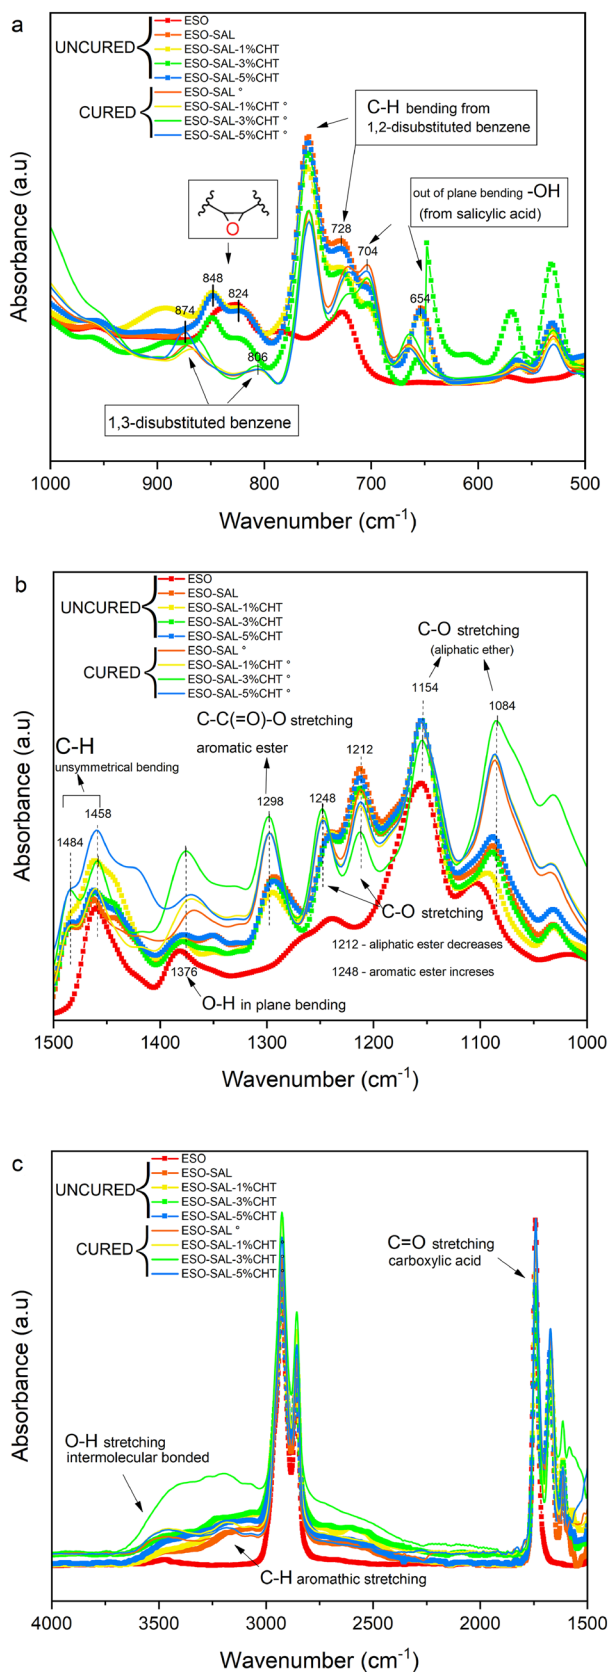 a
ESO
ESO-SAL
UNCURED
ESO-SAL-1%CHT
ESO-SAL-3%CHT
ESO-SAL-5%CHT
ESO-SAL °
CURED
ESO-SAL-1%CHT °
ESO-SAL-3%CHT °
ESO-SAL-5%CHT °
C-H bending from
1,2-disubstituted benzene
out of plane bending -OH
(from salicylic acid)
O
874
848
824
806
728
704
654
1,3-disubstituted benzene
Absorbance (a.u)
1000 900 800 700 600 500
Wavenumber (cm-1)
b
ESO
ESO-SAL
UNCURED
ESO-SAL-1%CHT
ESO-SAL-3%CHT
ESO-SAL-5%CHT
ESO-SAL °
CURED
ESO-SAL-1%CHT °
ESO-SAL-3%CHT °
ESO-SAL-5%CHT °
C-O stretching
(aliphatic ether)
1154
1084
C-C(=O)-O stretching
aromatic ester
C-H
unsymmetrical bending
1212
1458
1298
1248
1484
C-O stretching
1212 - aliphatic ester decreases
1376
1248 - aromatic ester increses
O-H in plane bending
Absorbance (a.u)
1500 1400 1300 1200 1100 1000
Wavenumber (cm-1)
c
ESO
ESO-SAL
UNCURED
ESO-SAL-1%CHT
ESO-SAL-3%CHT
ESO-SAL-5%CHT
ESO-SAL °
CURED
ESO-SAL-1%CHT °
ESO-SAL-3%CHT °
ESO-SAL-5%CHT °
C=O stretching
carboxylic acid
O-H stretching
intermolecular bonded
C-H aromathic stretching
Absorbance (a.u)
4000 3500 3000 2500 2000 1500
Wavenumber (cm-1)